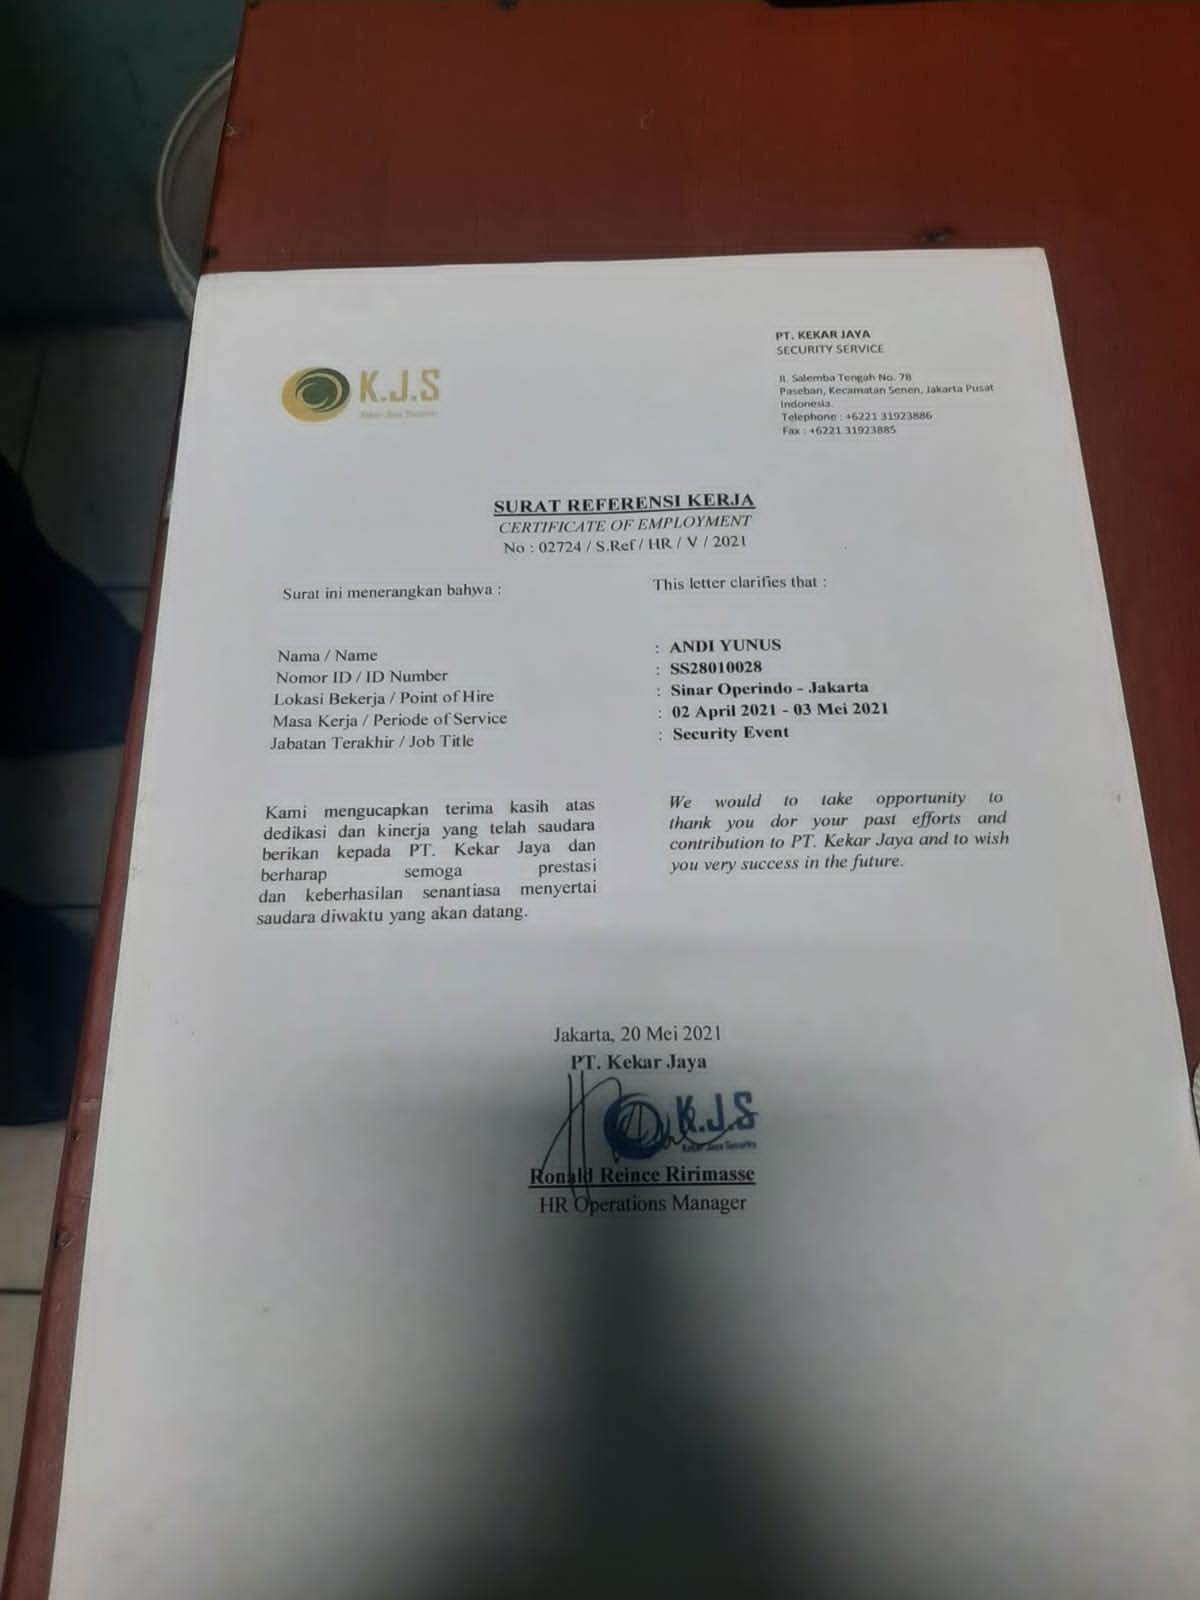 K.J.S
Kekar Jaya Security
PT. KEKAR JAYA
SECURITY SERVICE
Jl. Salemba Tengah No. 78
Paseban, Kecamatan Senen, Jakarta Pusat
Indonesia.
Telephone : +6221 31923886
Fax : +6221 31923885
SURAT REFERENSI KERJA
CERTIFICATE OF EMPLOYMENT
No : 02724 / S.Ref / HR / V / 2021
Surat ini menerangkan bahwa :
This letter clarifies that :
Nama / Name : ANDI YUNUS
Nomor ID / ID Number : SS28010028
Lokasi Bekerja / Point of Hire : Sinar Operindo - Jakarta
Masa Kerja / Periode of Service : 02 April 2021 - 03 Mei 2021
Jabatan Terakhir / Job Title : Security Event
Kami mengucapkan terima kasih atas
dedikasi dan kinerja yang telah saudara
berikan kepada PT. Kekar Jaya dan
berharap semoga prestasi
dan keberhasilan senantiasa menyertai
saudara diwaktu yang akan datang.
We would to take opportunity to
thank you dor your past efforts and
contribution to PT. Kekar Jaya and to wish
you very success in the future.
Jakarta, 20 Mei 2021
PT. Kekar Jaya
K.J.S
Kekar Jaya Security
Ronald Reince Ririmasse
HR Operations Manager